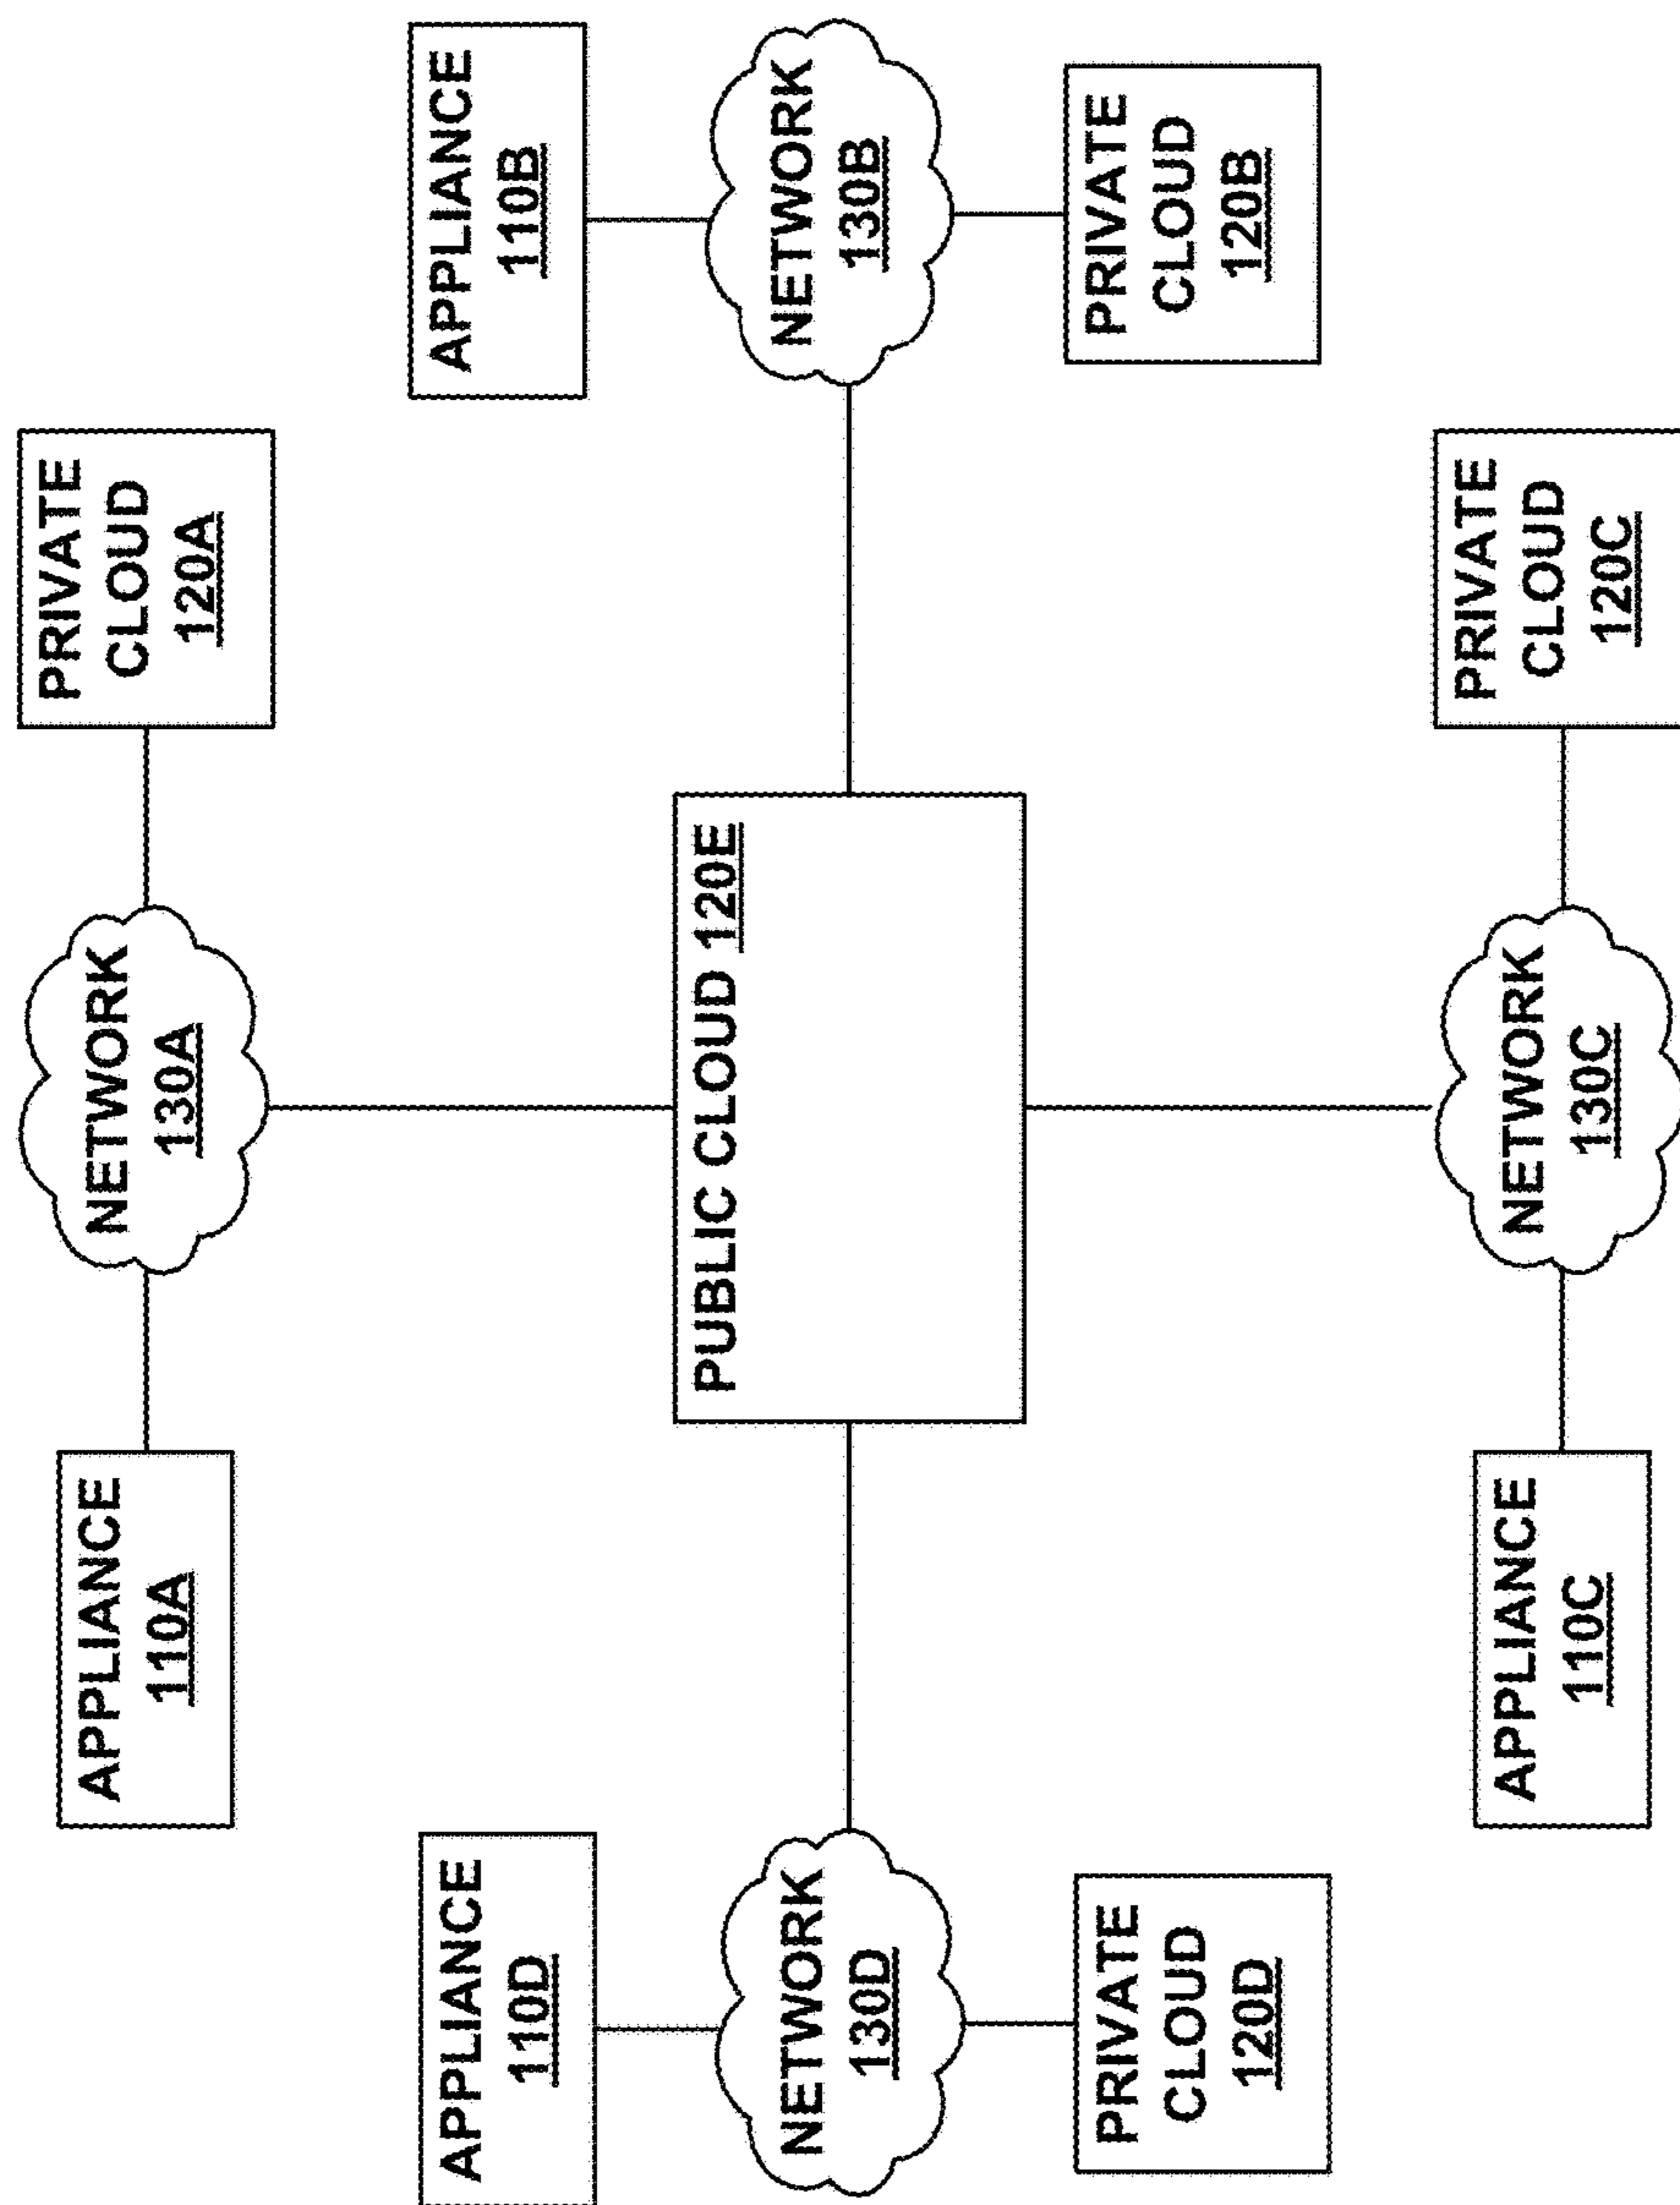 APPLIANCE
110A
NETWORK
130A
PRIVATE
CLOUD
120A
APPLIANCE
110D
NETWORK
130D
PRIVATE
CLOUD
120D
PUBLIC CLOUD 120E
APPLIANCE
110B
NETWORK
130B
PRIVATE
CLOUD
120B
APPLIANCE
110C
NETWORK
130C
PRIVATE
CLOUD
120C